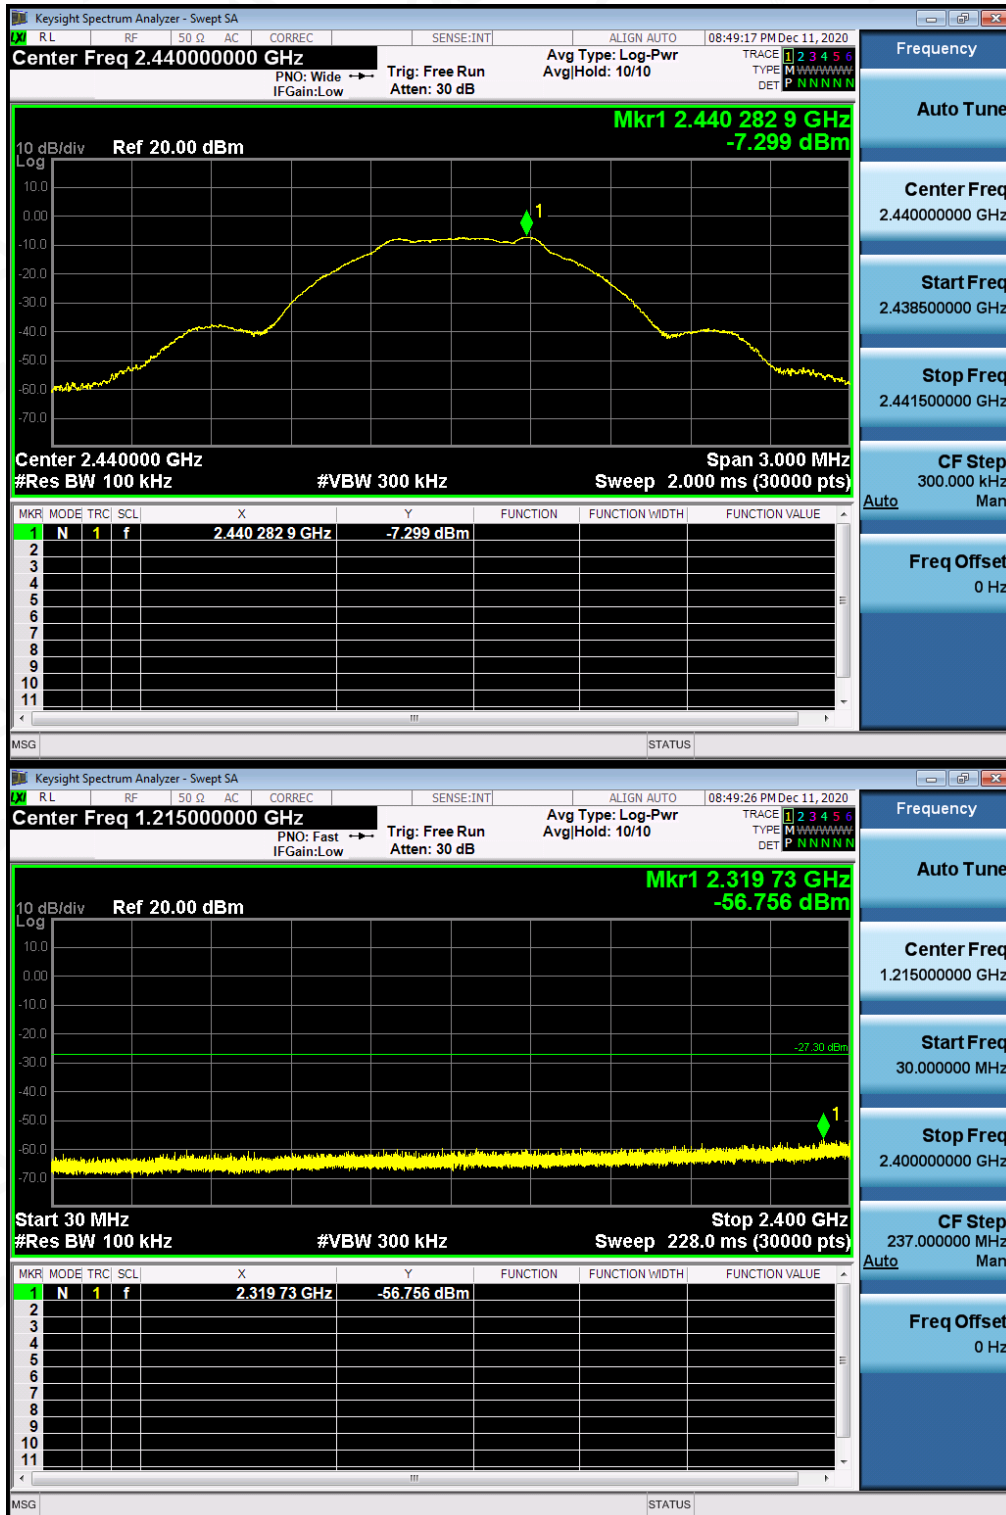 Keysight Spectrum Analyzer - Swept SA
LXI RL RF 50 Ω AC CORREC SENSE:INT ALIGN AUTO 08:49:17 PM Dec 11, 2020
Center Freq 2.440000000 GHz
PNO: Wide
IFGain:Low
Trig: Free Run
Atten: 30 dB
Avg Type: Log-Pwr
Avg|Hold: 10/10
TRACE 1 2 3 4 5 6
TYPE M W W W W W
DET P N N N N N
Mkr1 2.440 282 9 GHz
-7.299 dBm
10 dB/div Ref 20.00 dBm
Log
10.0
0.00
-10.0
-20.0
-30.0
-40.0
-50.0
-60.0
-70.0
1
Center 2.440000 GHz Span 3.000 MHz
#Res BW 100 kHz #VBW 300 kHz Sweep 2.000 ms (30000 pts)
MKR MODE TRC SCL X Y FUNCTION FUNCTION WIDTH FUNCTION VALUE
1 N 1 f 2.440 282 9 GHz -7.299 dBm
2
3
4
5
6
7
8
9
10
11
MSG STATUS
Frequency
Auto Tune
Center Freq
2.440000000 GHz
Start Freq
2.438500000 GHz
Stop Freq
2.441500000 GHz
CF Step
300.000 kHz
Auto Man
Freq Offset
0 Hz
Keysight Spectrum Analyzer - Swept SA
LXI RL RF 50 Ω AC CORREC SENSE:INT ALIGN AUTO 08:49:26 PM Dec 11, 2020
Center Freq 1.215000000 GHz
PNO: Fast
IFGain:Low
Trig: Free Run
Atten: 30 dB
Avg Type: Log-Pwr
Avg|Hold: 10/10
TRACE 1 2 3 4 5 6
TYPE M W W W W W
DET P N N N N N
Mkr1 2.319 73 GHz
-56.756 dBm
10 dB/div Ref 20.00 dBm
Log
10.0
0.00
-10.0
-20.0
-30.0
-40.0
-50.0
-60.0
-70.0
-27.30 dBm
1
Start 30 MHz Stop 2.400 GHz
#Res BW 100 kHz #VBW 300 kHz Sweep 228.0 ms (30000 pts)
MKR MODE TRC SCL X Y FUNCTION FUNCTION WIDTH FUNCTION VALUE
1 N 1 f 2.319 73 GHz -56.756 dBm
2
3
4
5
6
7
8
9
10
11
MSG STATUS
Frequency
Auto Tune
Center Freq
1.215000000 GHz
Start Freq
30.000000 MHz
Stop Freq
2.400000000 GHz
CF Step
237.000000 MHz
Auto Man
Freq Offset
0 Hz